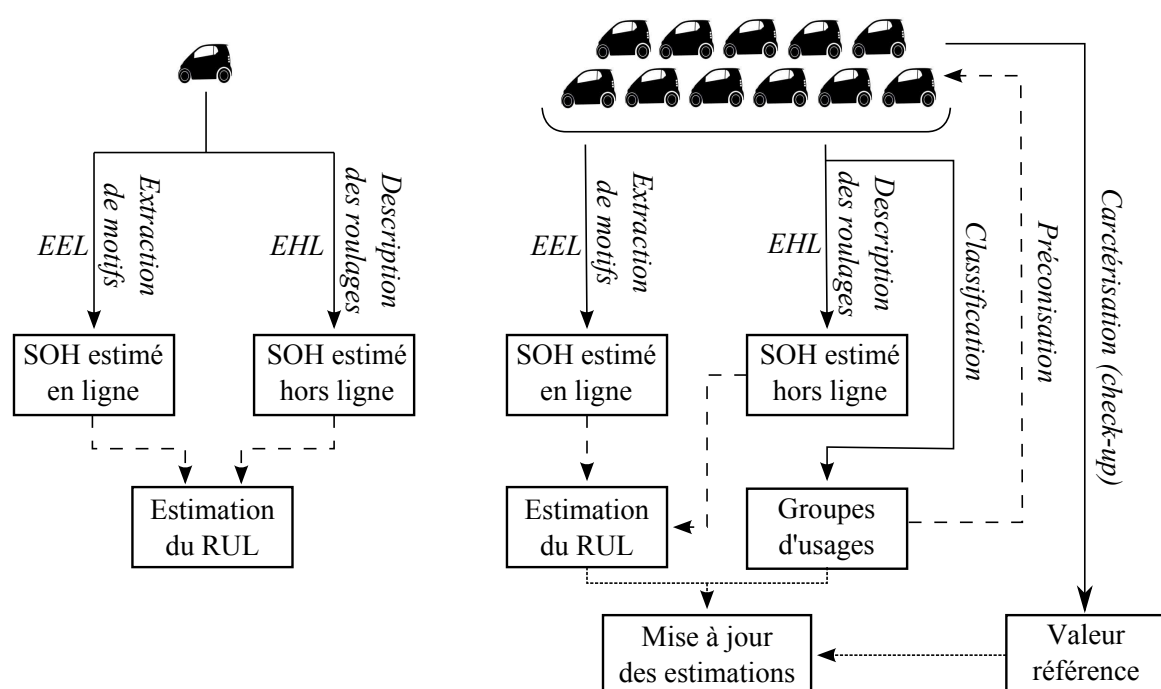 EEL
Extraction
de motifs
EHL
Description
des roulages
SOH estimé
en ligne
SOH estimé
hors ligne
Estimation
du RUL
EEL
Extraction
de motifs
EHL
Description
des roulages
Classification
Préconisation
Carctérisation (check-up)
SOH estimé
en ligne
SOH estimé
hors ligne
Estimation
du RUL
Groupes
d'usages
Mise à jour
des estimations
Valeur
référence